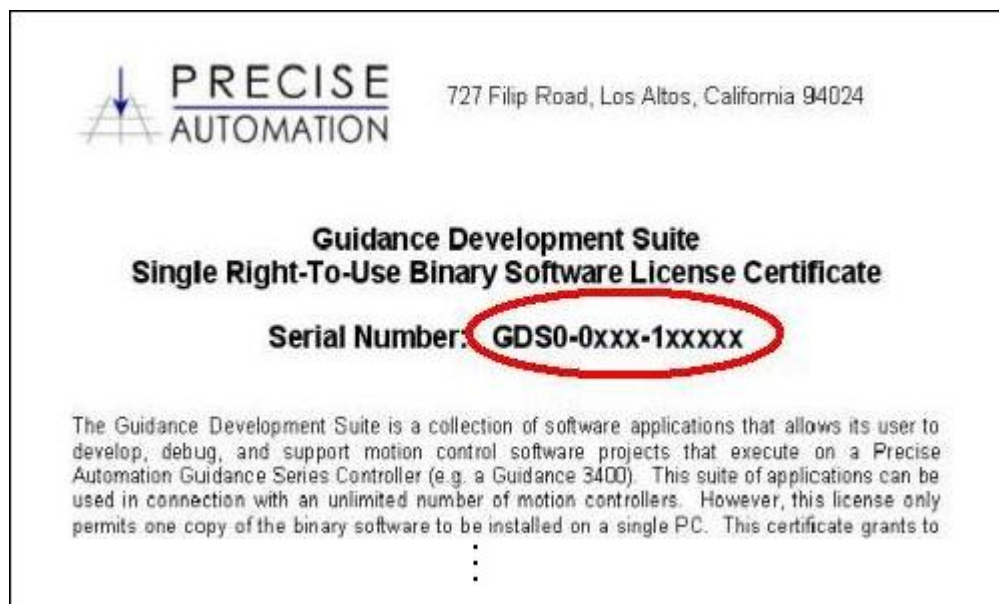 PRECISE
AUTOMATION
727 Filip Road, Los Altos, California 94024
Guidance Development Suite
Single Right-To-Use Binary Software License Certificate
Serial Number: GDS0-0xxx-1xxxxx
The Guidance Development Suite is a collection of software applications that allows its user to
develop, debug, and support motion control software projects that execute on a Precise
Automation Guidance Series Controller (e.g. a Guidance 3400). This suite of applications can be
used in connection with an unlimited number of motion controllers. However, this license only
permits one copy of the binary software to be installed on a single PC. This certificate grants to